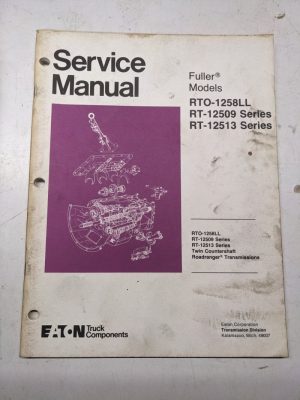 Service
Manual
Fuller®
Models
RTO-1258LL
RT-12509 Series
RT-12513 Series
RTO-1258LL
RT-12509 Series
RT-12513 Series
Twin Countershaft
Roadranger® Transmissions
EATON Truck
Components
Eaton Corporation
Transmission Division
Kalamazoo, Mich. 49007